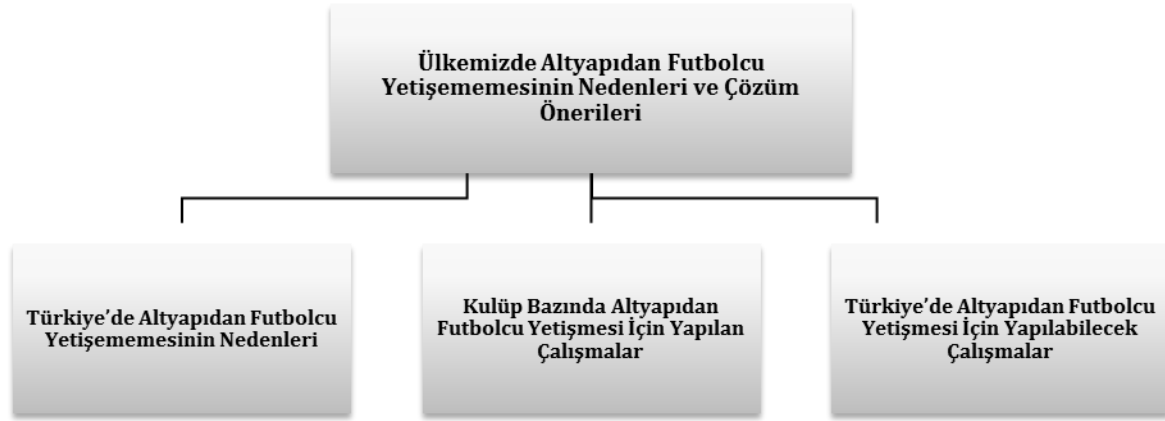 Ülkemizde Altyapıdan Futbolcu
Yetişememesinin Nedenleri ve Çözüm
Önerileri
Türkiye’de Altyapıdan Futbolcu
Yetişememesinin Nedenleri
Kulüp Bazında Altyapıdan
Futbolcu Yetişmesi İçin Yapılan
Çalışmalar
Türkiye’de Altyapıdan Futbolcu
Yetişmesi İçin Yapılabilecek
Çalışmalar